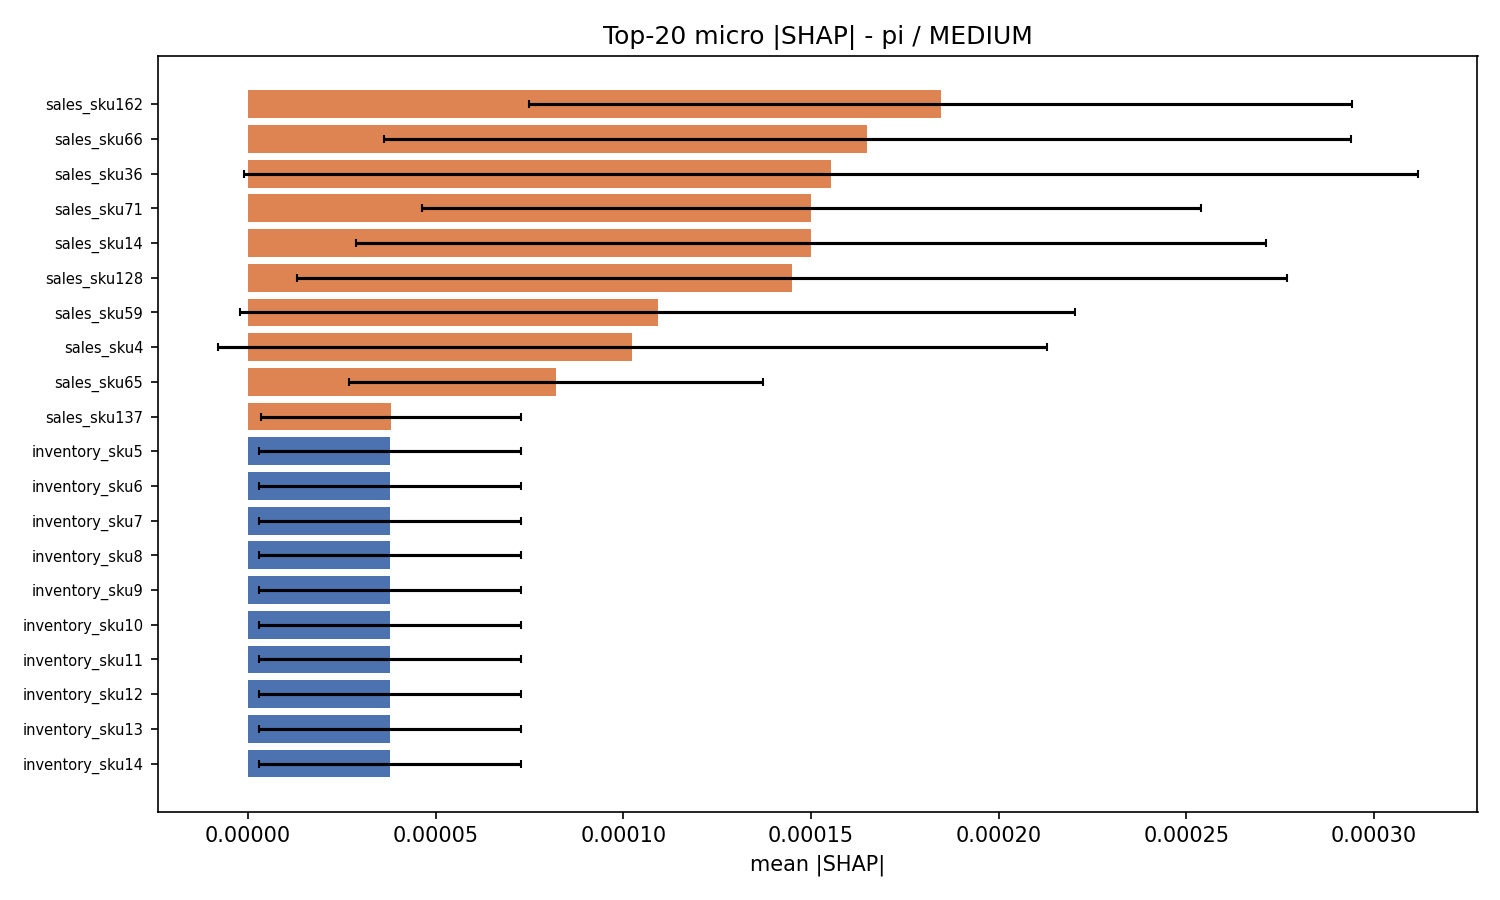 Top-20 micro |SHAP| - pi / MEDIUM
sales_sku162
sales_sku66
sales_sku36
sales_sku71
sales_sku14
sales_sku128
sales_sku59
sales_sku4
sales_sku65
sales_sku137
inventory_sku5
inventory_sku6
inventory_sku7
inventory_sku8
inventory_sku9
inventory_sku10
inventory_sku11
inventory_sku12
inventory_sku13
inventory_sku14
0.00000 0.00005 0.00010 0.00015 0.00020 0.00025 0.00030
mean |SHAP|